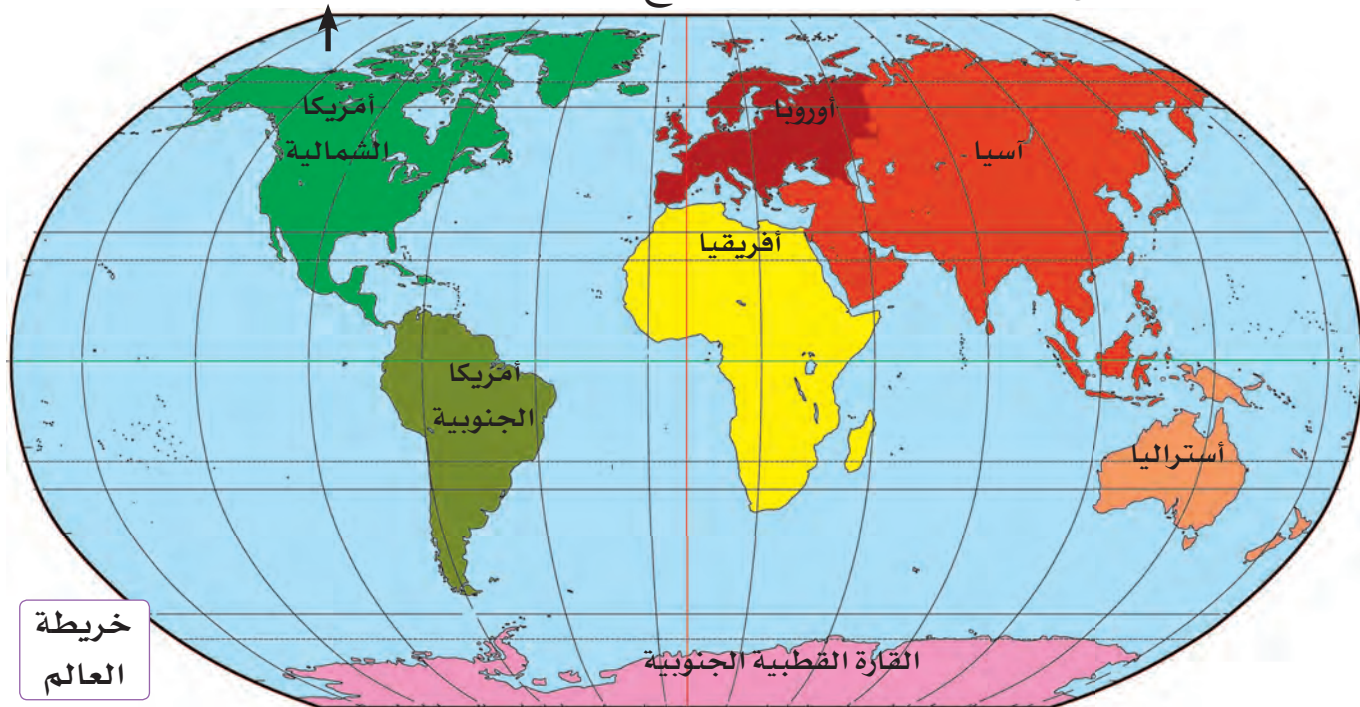 أمريكا
الشمالية
أوروبا
آسيا
أفريقيا
أمريكا
الجنوبية
أستراليا
القارة القطبية الجنوبية
خريطة
العالم